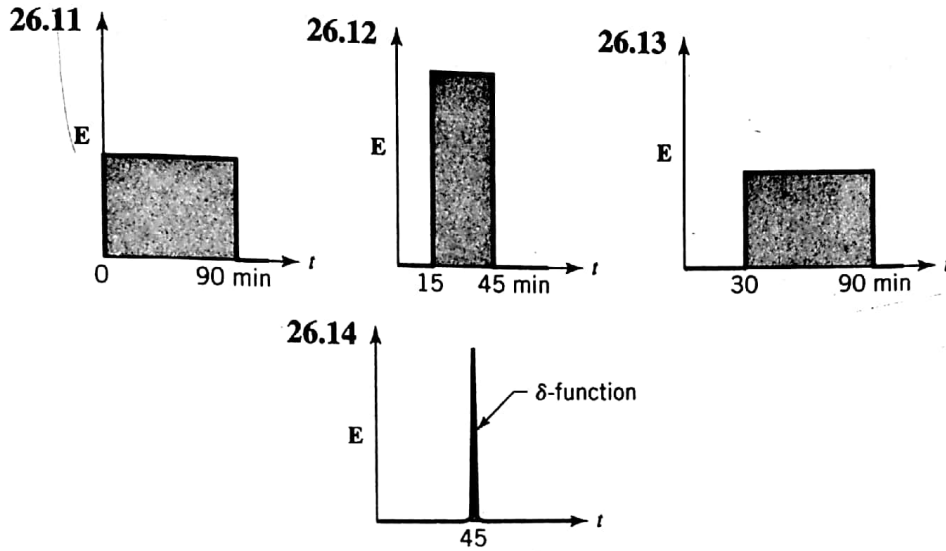 26.11
E
0 90 min t
26.12
E
15 45 min t
26.13
E
30 90 min t
26.14
δ-function
E
45 t